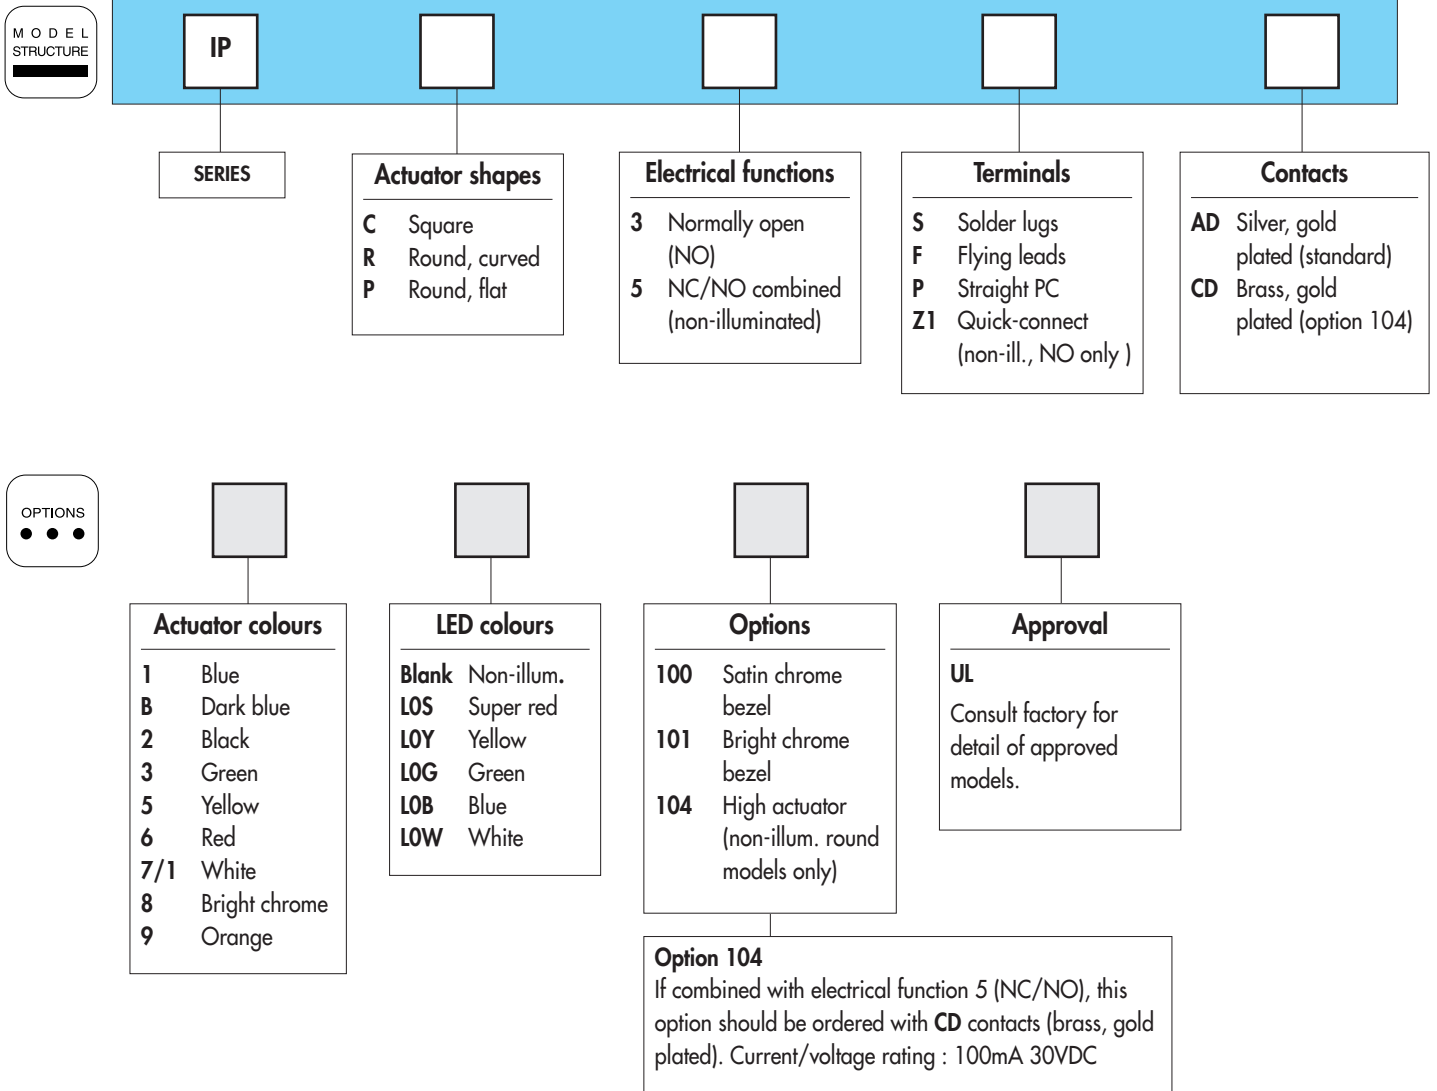 MODEL
STRUCTURE
IP
SERIES
Actuator shapes
C Square
R Round, curved
P Round, flat
Electrical functions
3 Normally open
(NO)
5 NC/NO combined
(non-illuminated)
Terminals
S Solder lugs
F Flying leads
P Straight PC
Z1 Quick-connect
(non-ill., NO only )
Contacts
AD Silver, gold
plated (standard)
CD Brass, gold
plated (option 104)
OPTIONS
Actuator colours
1 Blue
B Dark blue
2 Black
3 Green
5 Yellow
6 Red
7/1 White
8 Bright chrome
9 Orange
LED colours
Blank Non-illum.
L0S Super red
L0Y Yellow
L0G Green
L0B Blue
L0W White
Options
100 Satin chrome
bezel
101 Bright chrome
bezel
104 High actuator
(non-illum. round
models only)
Approval
UL
Consult factory for
detail of approved
models.
Option 104
If combined with electrical function 5 (NC/NO), this
option should be ordered with CD contacts (brass, gold
plated). Current/voltage rating : 100mA 30VDC